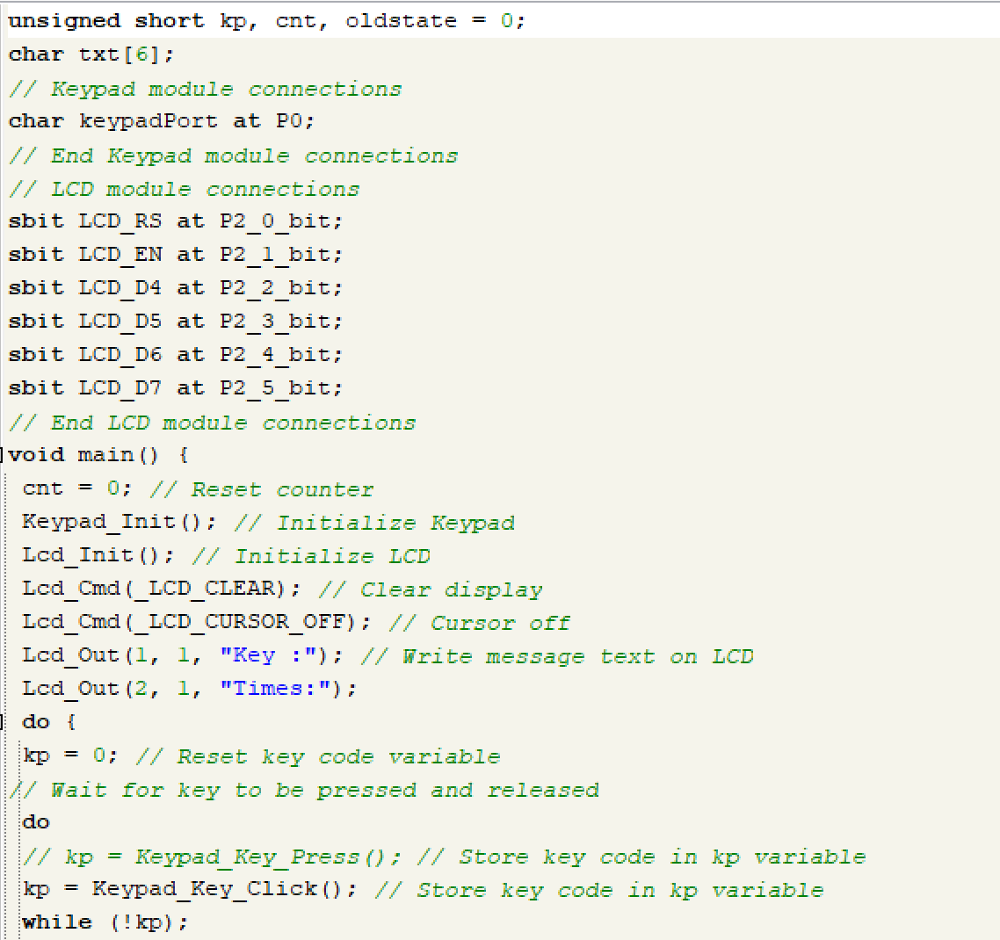 unsigned short kp, cnt, oldstate = 0;
char txt[6];
// Keypad module connections
char keypadPort at P0;
// End Keypad module connections
// LCD module connections
sbit LCD_RS at P2_0_bit;
sbit LCD_EN at P2_1_bit;
sbit LCD_D4 at P2_2_bit;
sbit LCD_D5 at P2_3_bit;
sbit LCD_D6 at P2_4_bit;
sbit LCD_D7 at P2_5_bit;
// End LCD module connections
void main() {
cnt = 0; // Reset counter
Keypad_Init(); // Initialize Keypad
Lcd_Init(); // Initialize LCD
Lcd_Cmd(_LCD_CLEAR); // Clear display
Lcd_Cmd(_LCD_CURSOR_OFF); // Cursor off
Lcd_Out(1, 1, "Key :"); // Write message text on LCD
Lcd_Out(2, 1, "Times:");
do {
kp = 0; // Reset key code variable
// Wait for key to be pressed and released
do
// kp = Keypad_Key_Press(); // Store key code in kp variable
kp = Keypad_Key_Click(); // Store key code in kp variable
while (!kp);